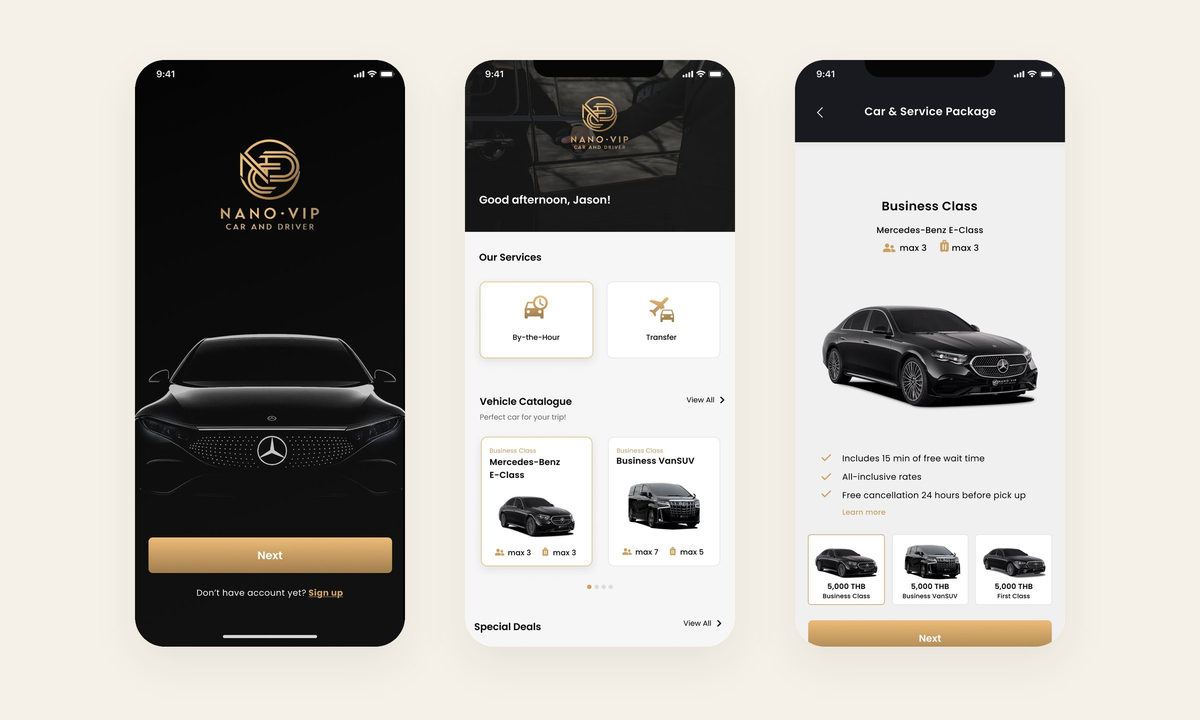 9:41
NANO·VIP
CAR AND DRIVER
Next
Don't have account yet? Sign up
9:41
NANO·VIP
CAR AND DRIVER
Good afternoon, Jason!
Our Services
By-the-Hour
Transfer
Vehicle Catalogue
View All
Perfect car for your trip!
Business Class
Mercedes-Benz
E-Class
max 3
max 3
Business Class
Business VanSUV
max 7
max 5
Special Deals
View All
9:41
Car & Service Package
Business Class
Mercedes-Benz E-Class
max 3
max 3
NANO·VIP
Includes 15 min of free wait time
All-inclusive rates
Free cancellation 24 hours before pick up
Learn more
5,000 THB
Business Class
5,000 THB
Business VanSUV
5,000 THB
First Class
Next